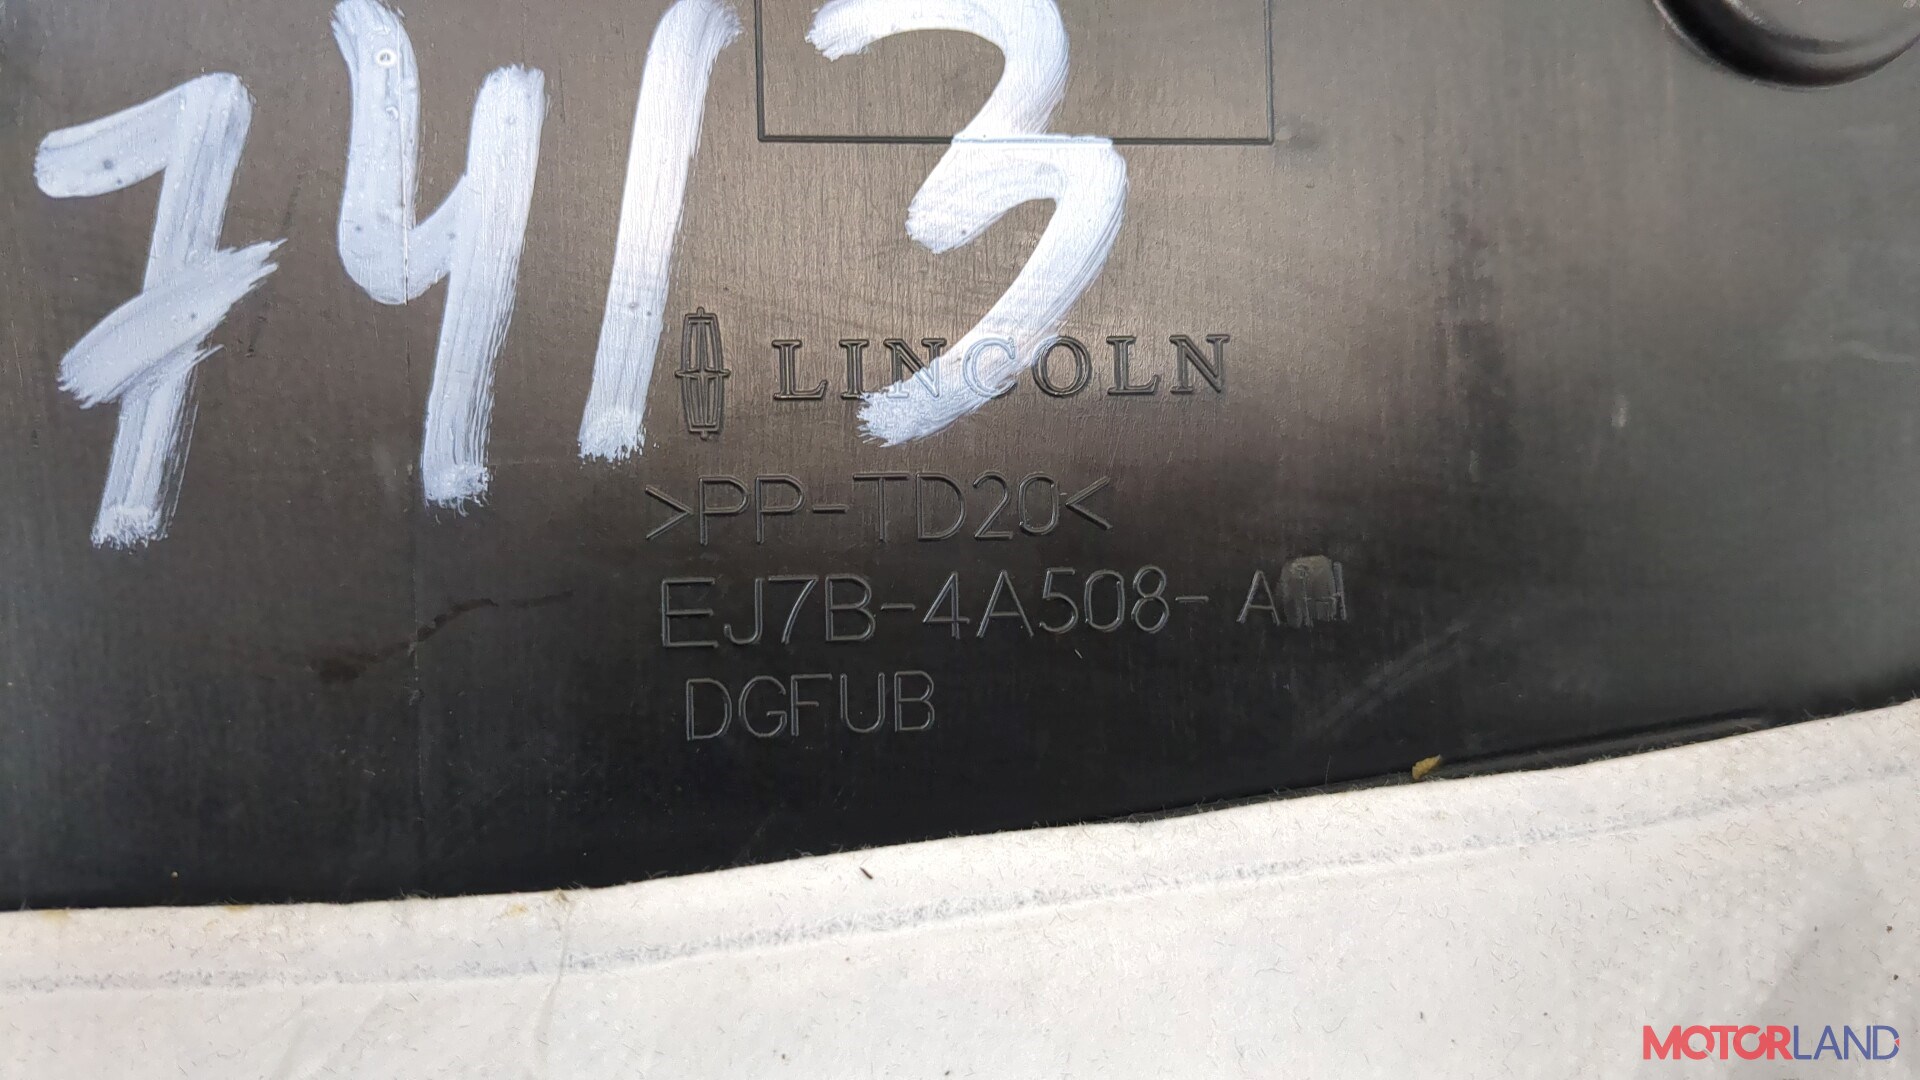 7413
LINCOLN
>PP-TD20<
EJ7B-4A508-
DGFUB
MOTORLAND